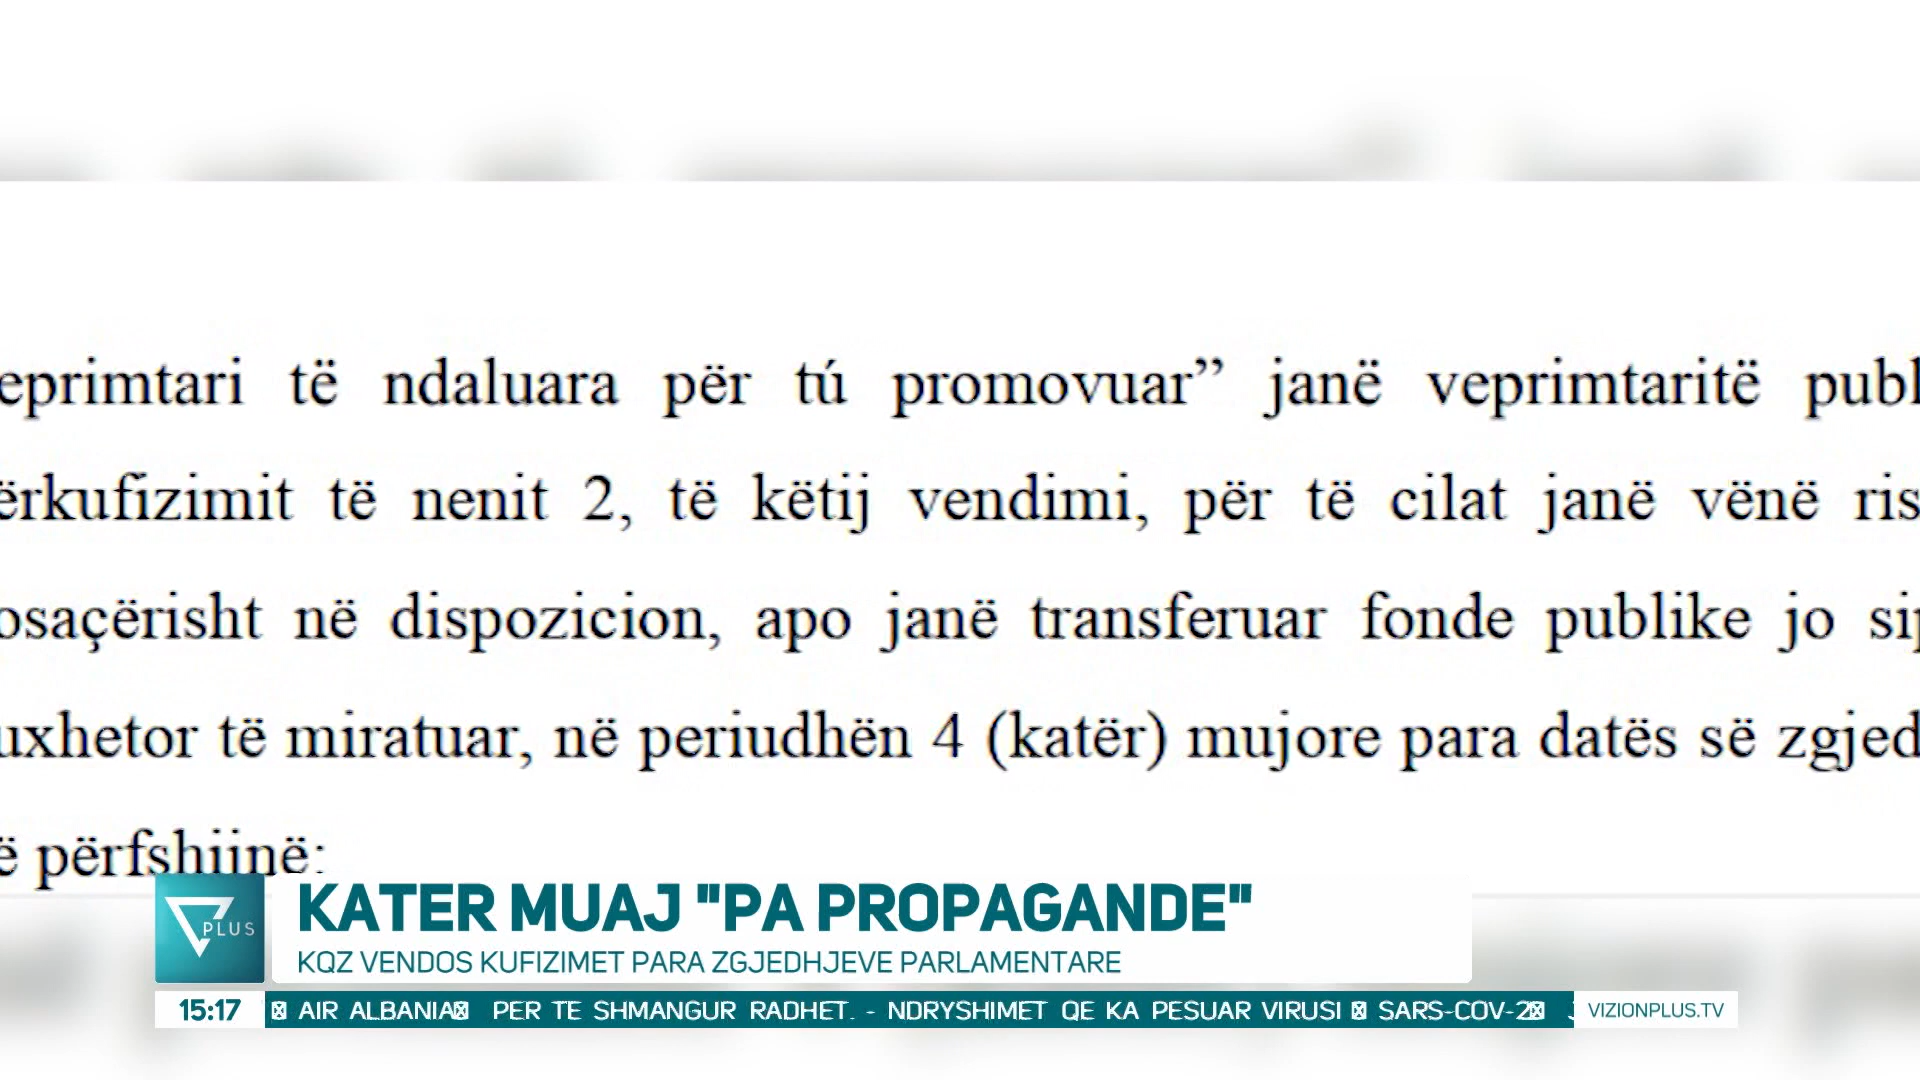 eprimtari të ndaluara për tú promovuar” janë veprimtaritë publ
ërkufizimit të nenit 2, të këtij vendimi, për të cilat janë vënë ris
osaçërisht në dispozicion, apo janë transferuar fonde publike jo sip
uxhetor të miratuar, në periudhën 4 (katër) mujore para datës së zgjed
ë përfshijnë:
PLUS
KATER MUAJ "PA PROPAGANDE"
KQZ VENDOS KUFIZIMET PARA ZGJEDHJEVE PARLAMENTARE
15:17 AIR ALBANIA PER TE SHMANGUR RADHET. - NDRYSHIMET QE KA PESUAR VIRUSI SARS-COV-2 VIZIONPLUS.TV